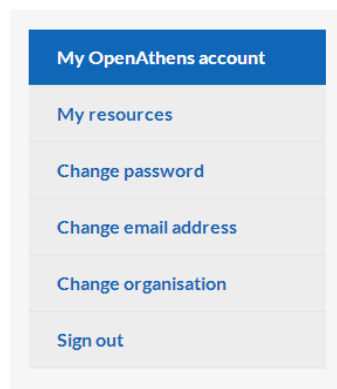 My OpenAthens account
My resources
Change password
Change email address
Change organisation
Sign out